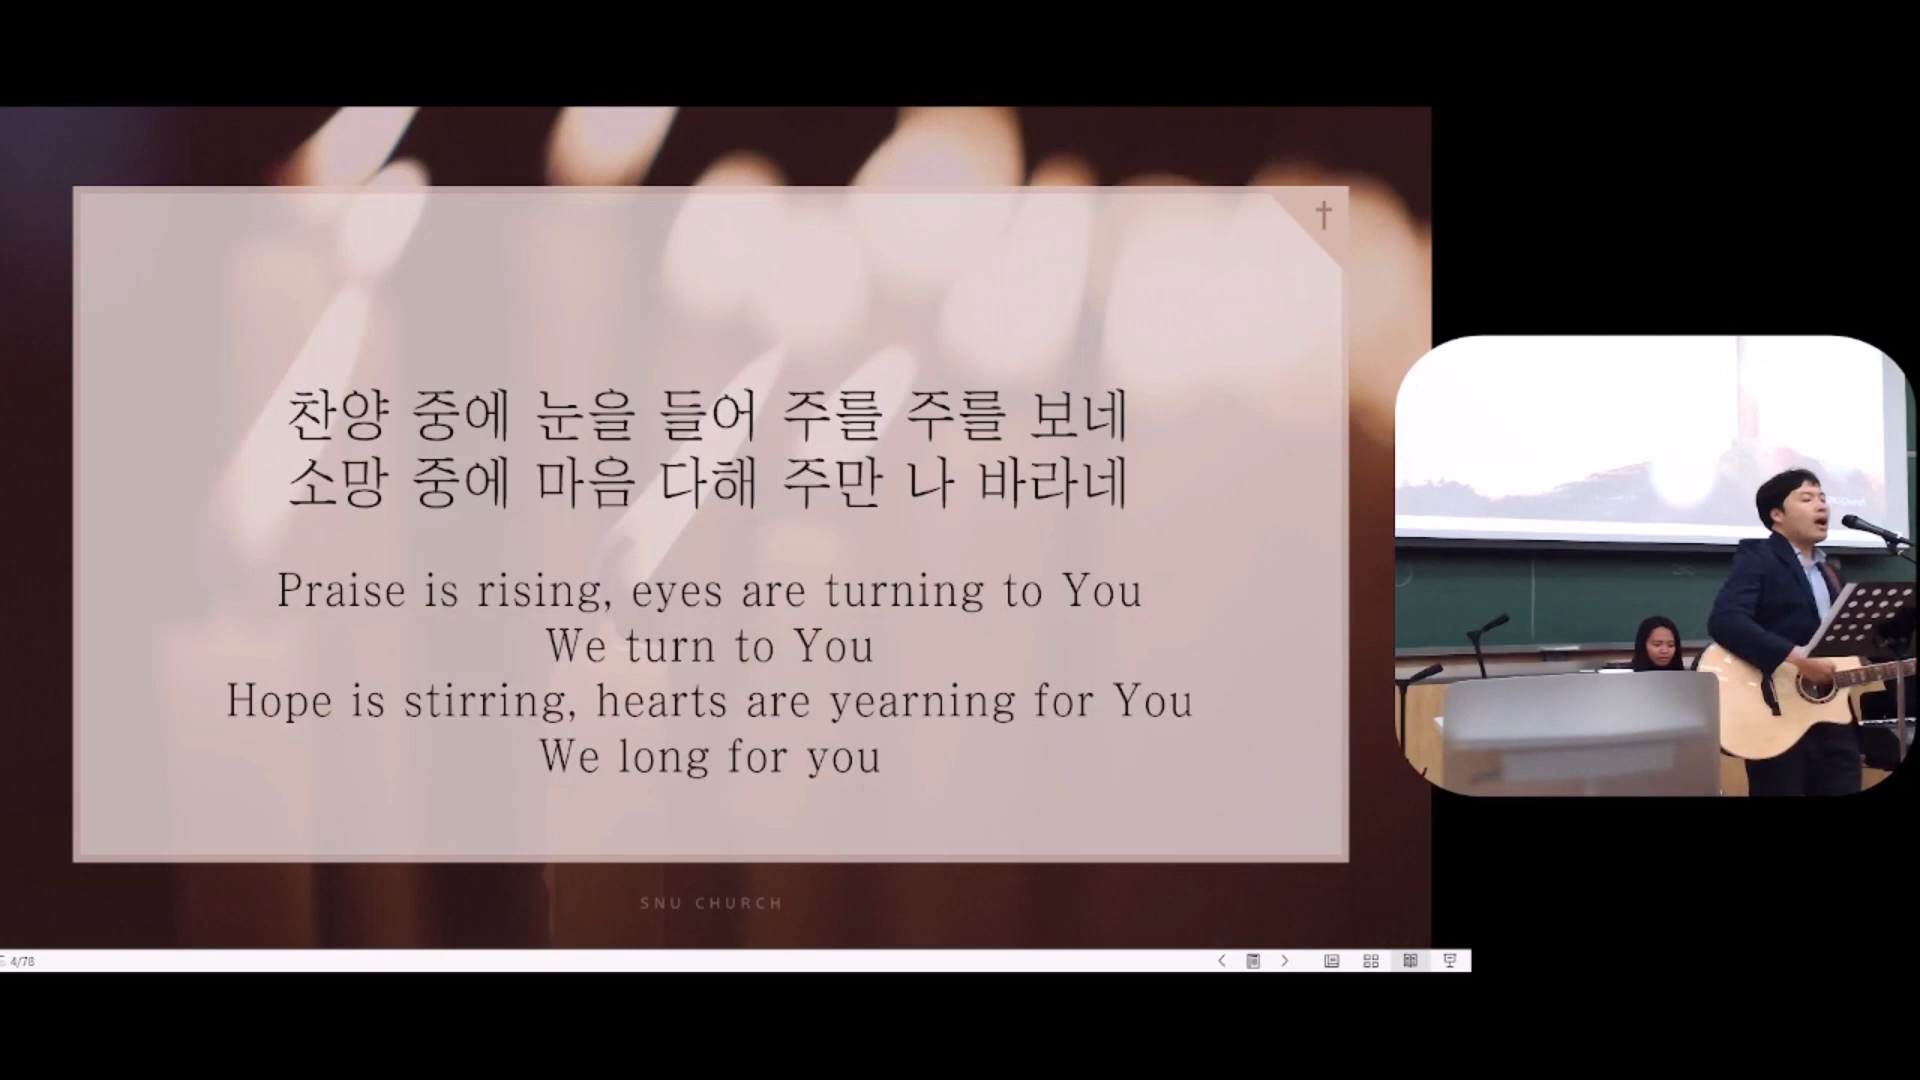 찬양 중에 눈을 들어 주를 주를 보네
소망 중에 마음 다해 주만 나 바라네
Praise is rising, eyes are turning to You
We turn to You
Hope is stirring, hearts are yearning for You
We long for you
SNU CHURCH
4/78